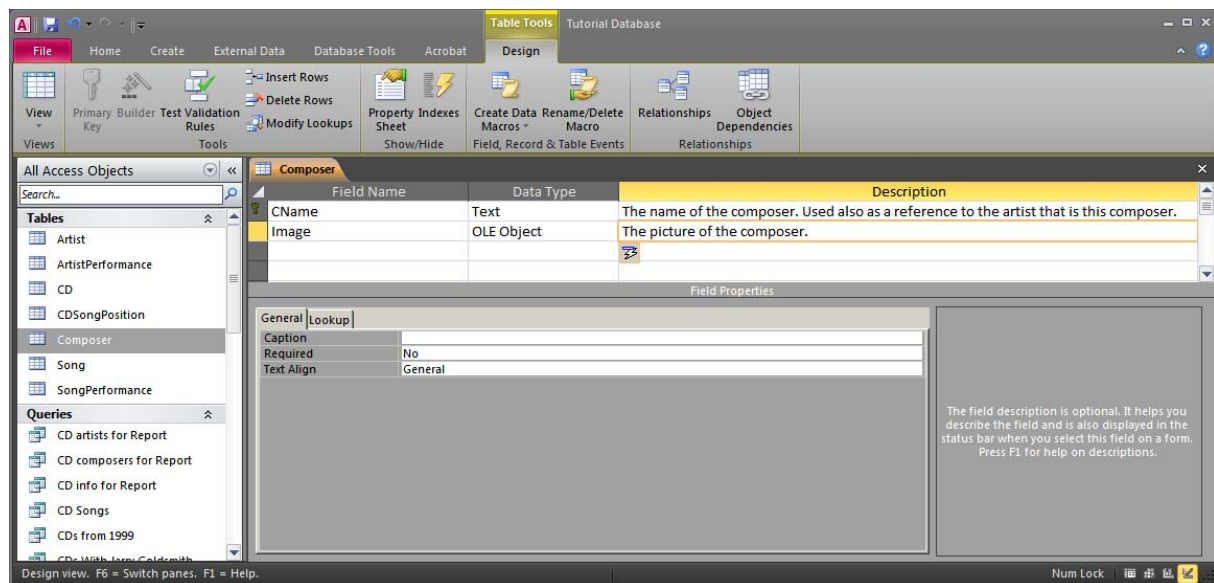 A
Table Tools
Tutorial Database
File
Home
Create
External Data
Database Tools
Acrobat
Design
View
Views
Primary Key
Builder
Test Validation Rules
Insert Rows
Delete Rows
Modify Lookups
Tools
Property Sheet
Indexes
Show/Hide
Create Data Macros
Rename/Delete Macro
Field, Record & Table Events
Relationships
Object Dependencies
Relationships
All Access Objects
Search...
Tables
Artist
ArtistPerformance
CD
CDSongPosition
Composer
Song
SongPerformance
Queries
CD artists for Report
CD composers for Report
CD info for Report
CD Songs
CDs from 1999
CDs With Jerry Goldsmith
Composer
Field Name Data Type Description
CName Text The name of the composer. Used also as a reference to the artist that is this composer.
Image OLE Object The picture of the composer.
Field Properties
General Lookup
Caption
Required No
Text Align General
The field description is optional. It helps you
describe the field and is also displayed in the
status bar when you select this field on a form.
Press F1 for help on descriptions.
Design view. F6 = Switch panes. F1 = Help.
Num Lock